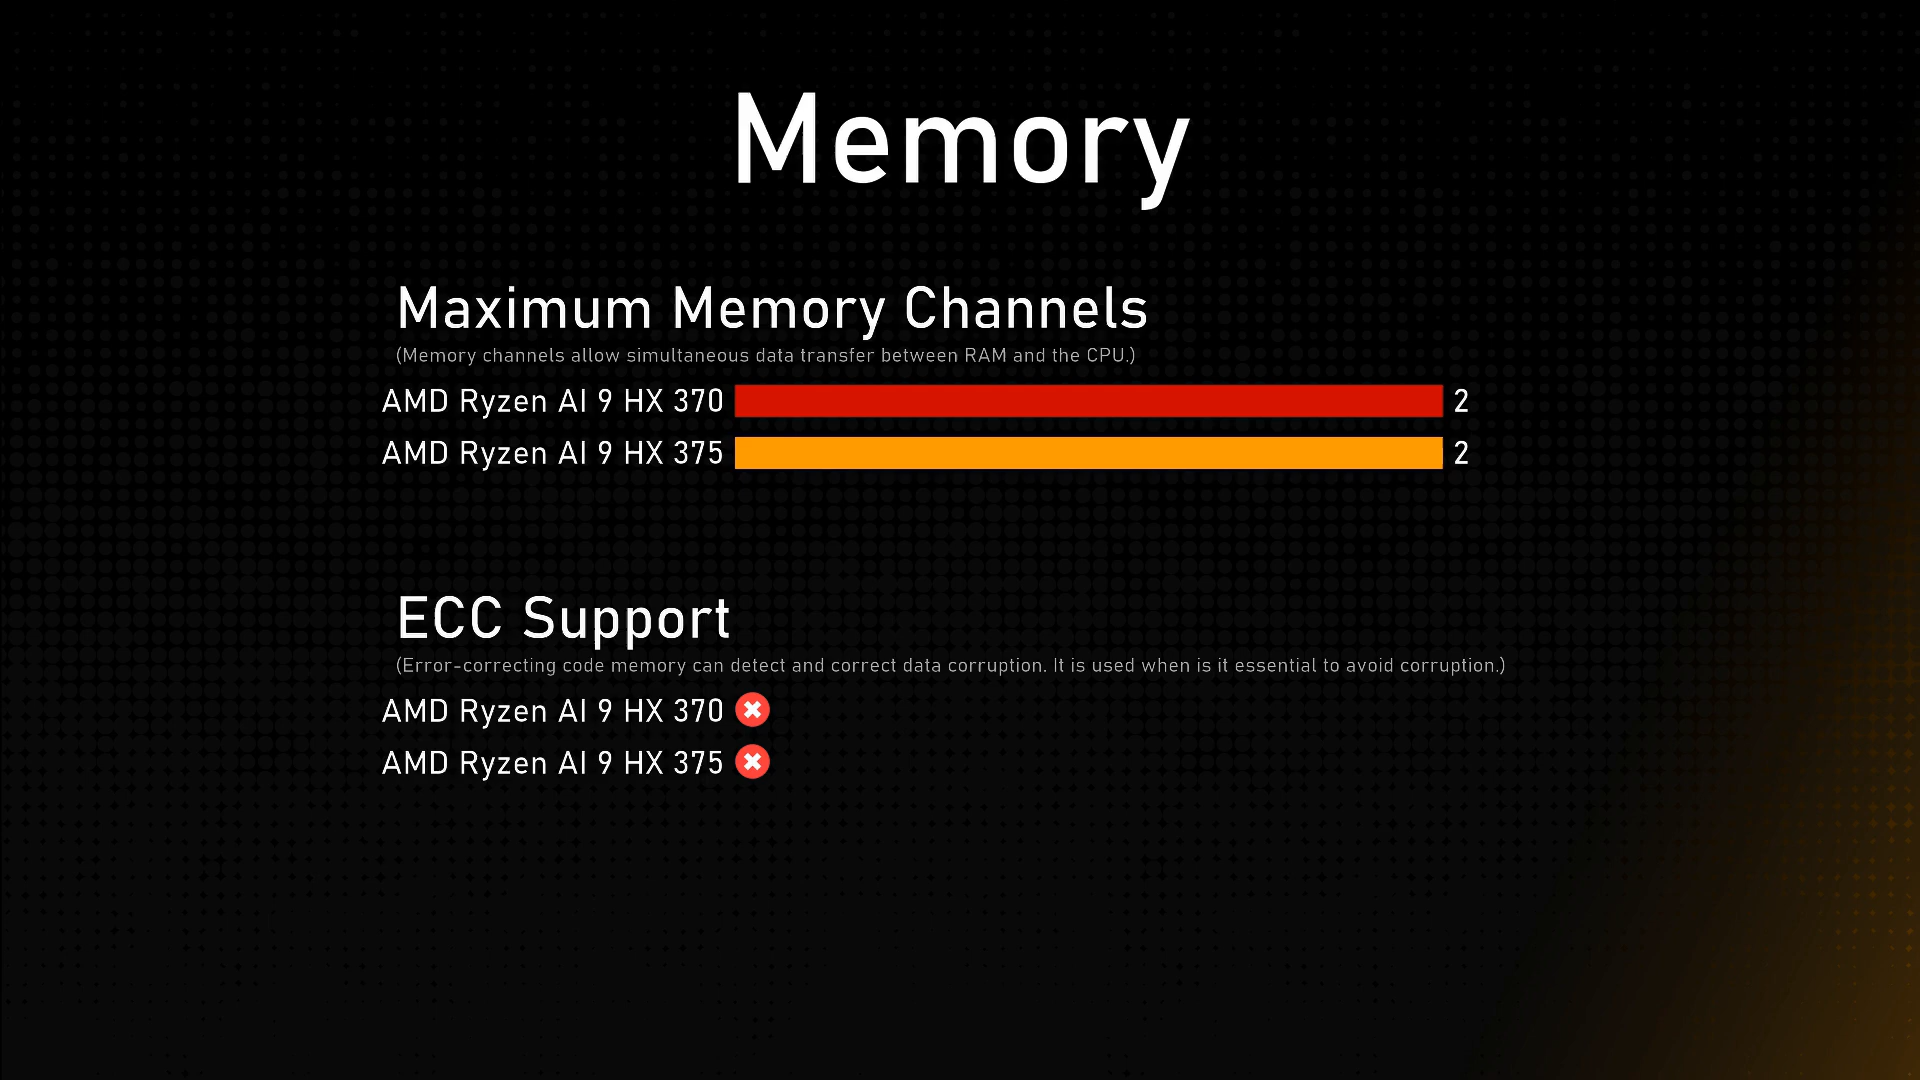 Memory
Maximum Memory Channels
(Memory channels allow simultaneous data transfer between RAM and the CPU.)
AMD Ryzen AI 9 HX 370 2
AMD Ryzen AI 9 HX 375 2
ECC Support
(Error-correcting code memory can detect and correct data corruption. It is used when is it essential to avoid corruption.)
AMD Ryzen AI 9 HX 370
AMD Ryzen AI 9 HX 375